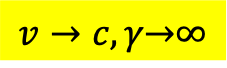 𝑣 → 𝑐, 𝛾→∞